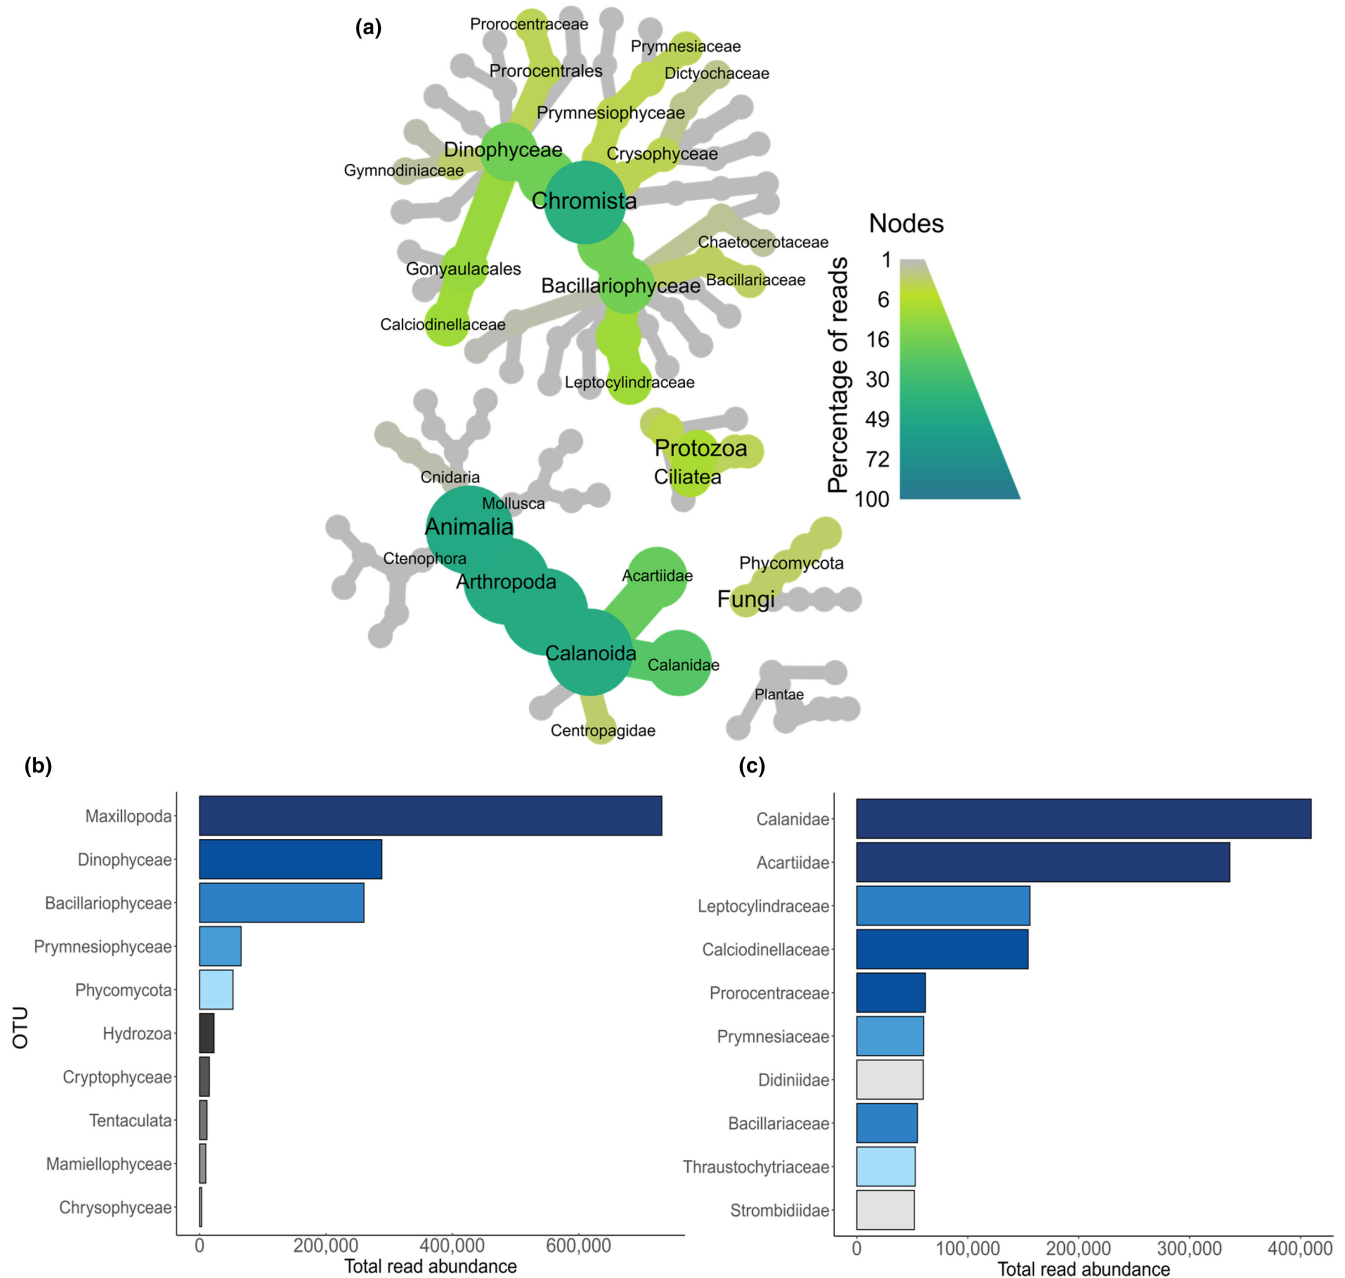 (a)
Prorocentraceae
Prymnesiaceae
Prorocentrales
Dictyochaceae
Prymnesiophyceae
Dinophyceae
Crysophyceae
Gymnodiniaceae
Chromista
Chaetocerotaceae
Gonyaulacales
Bacillariophyceae
Bacillariaceae
Calciodinellaceae
Leptocylindraceae
Nodes
Percentage of reads
1
6
16
30
49
72
100
Protozoa
Ciliatea
Cnidaria
Mollusca
Animalia
Ctenophora
Arthropoda
Acartiidae
Phycomycota
Fungi
Calanoida
Calanidae
Plantae
Centropagidae
(b)
OTU
Maxillopoda
Dinophyceae
Bacillariophyceae
Prymnesiophyceae
Phycomycota
Hydrozoa
Cryptophyceae
Tentaculata
Mamiellophyceae
Chrysophyceae
0 200,000 400,000 600,000
Total read abundance
(c)
Calanidae
Acartiidae
Leptocylindraceae
Calciodinellaceae
Prorocentraceae
Prymnesiaceae
Didiniidae
Bacillariaceae
Thraustochytriaceae
Strombidiidae
0 100,000 200,000 300,000 400,000
Total read abundance